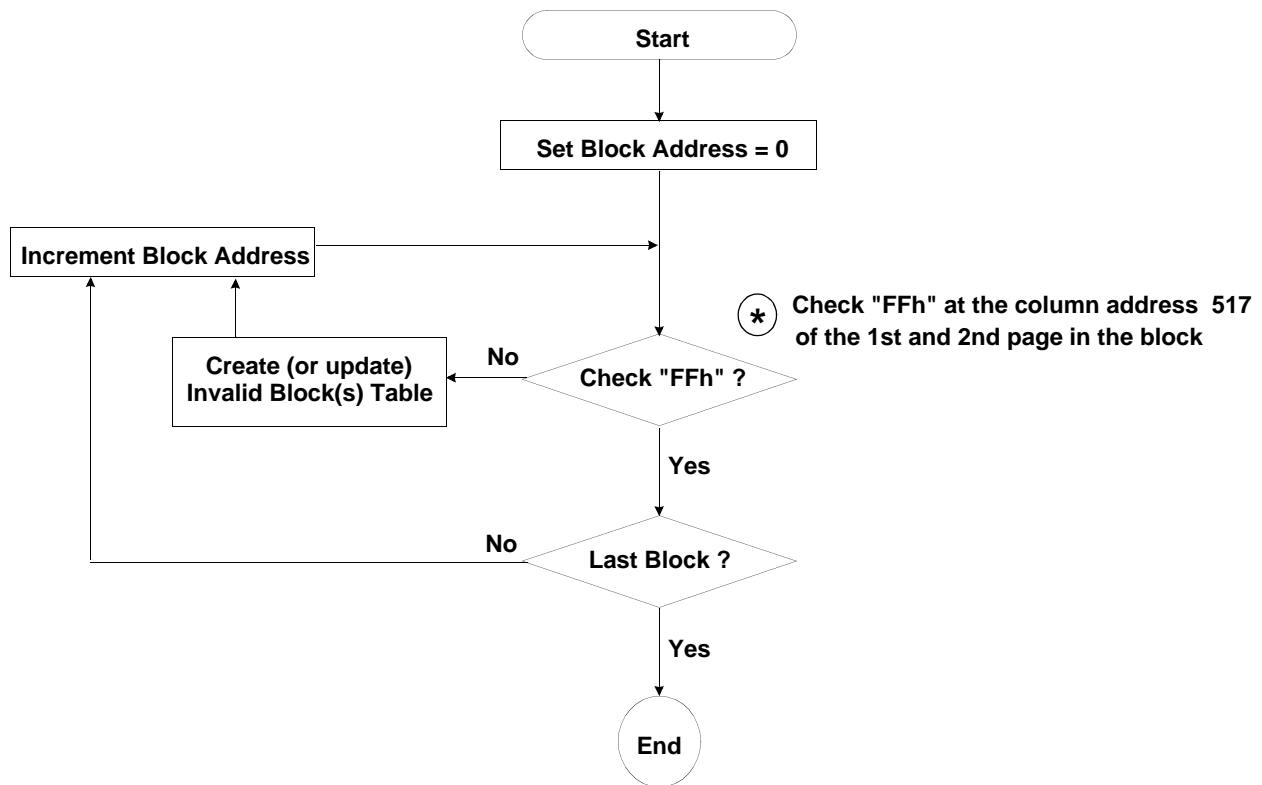 Start
Set Block Address = 0
Increment Block Address
* Check "FFh" at the column address 517
of the 1st and 2nd page in the block
No
Create (or update)
Invalid Block(s) Table
Check "FFh" ?
Yes
No
Last Block ?
Yes
End